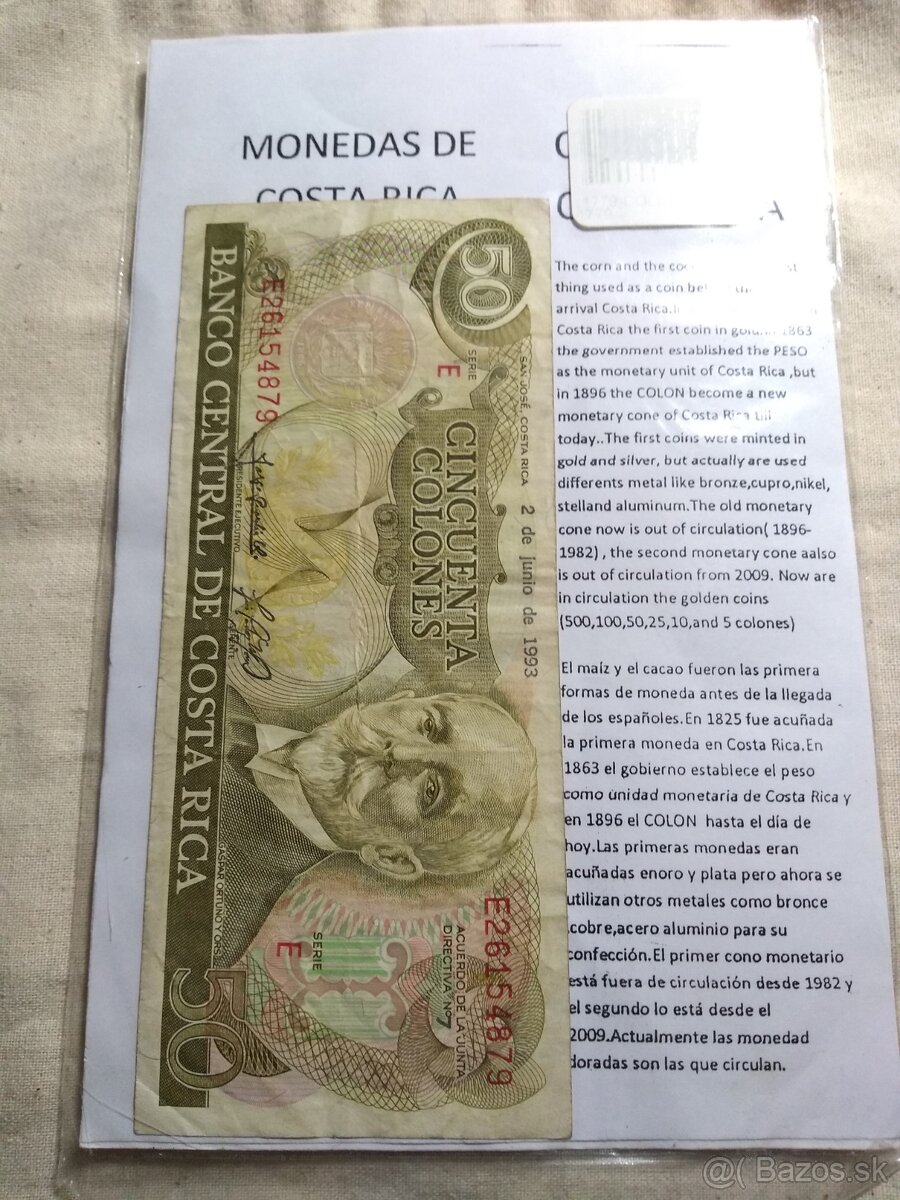 MONEDAS DE
COSTA RICA
The corn and the
thing used as a coin
arrival Costa Rica.
Costa Rica the first coin in 1863
the government established the PESO
as the monetary unit of Costa Rica ,but
in 1896 the COLON become a new
monetary cone of Costa Rica till
today..The first coins were minted in
gold and silver, but actually are used
differents metal like bronze,cupro,nikel,
stelland aluminum.The old monetary
cone now is out of circulation( 1896-
1982) , the second monetary cone aalso
is out of circulation from 2009. Now are
in circulation the golden coins
(500,100,50,25,10,and 5 colones)
El maíz y el cacao fueron las primera
formas de moneda antes de la llegada
de los españoles.En 1825 fue acuñada
la primera moneda en Costa Rica.En
1863 el gobierno establece el peso
como unidad monetaria de Costa Rica y
en 1896 el COLON hasta el día de
hoy.Las primeras monedas eran
acuñadas enoro y plata pero ahora se
utilizan otros metales como bronce
,cobre,acero aluminio para su
confección.El primer cono monetario
está fuera de circulación desde 1982 y
el segundo lo está desde el
2009.Actualmente las monedad
doradas son las que circulan.
50
SERIE
E
SAN JOSÉ, COSTA RICA 2 de junio de 1993
E26154879
CINCUENTA
COLONES
PRESIDENTE EJECUTIVO
GERENTE
BANCO CENTRAL DE COSTA RICA
GASPAR ORTUÑO Y ORS
SERIE
E
ACUERDO DE LA JUNTA
DIRECTIVA Nº7
E26154879
50
@( Bazos.sk